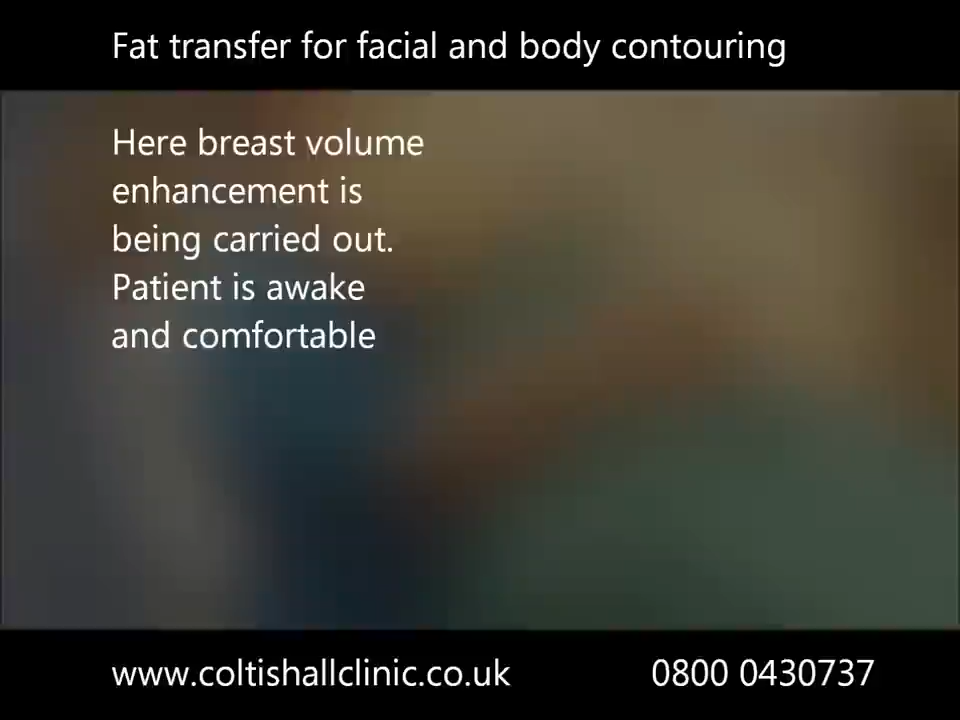 Fat transfer for facial and body contouring
Here breast volume
enhancement is
being carried out.
Patient is awake
and comfortable
www.coltishallclinic.co.uk 0800 0430737